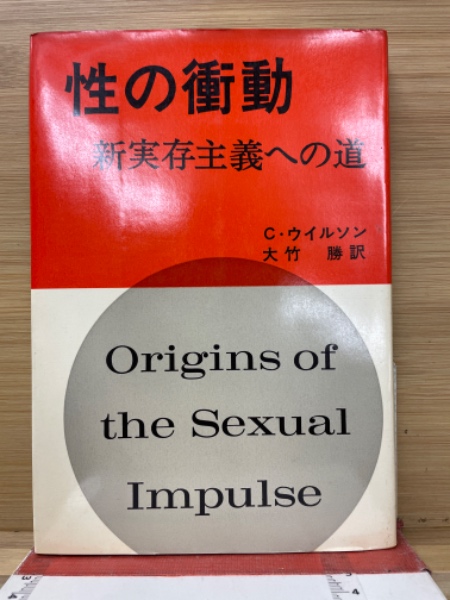 性の衝動
新実存主義への道
C・ウイルソン
大竹 勝訳
Origins of
the Sexual
Impulse